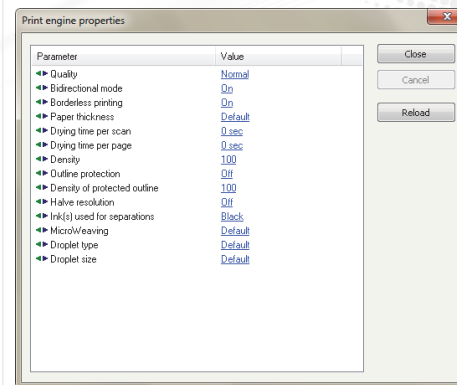 Print engine properties
Parameter Value
Quality Normal
Bidirectional mode On
Borderless printing On
Paper thickness Default
Drying time per scan 0 sec
Drying time per page 0 sec
Density 100
Outline protection Off
Density of protected outline 100
Halve resolution Off
Ink(s) used for separations Black
MicroWeaving Default
Droplet type Default
Droplet size Default
Close
Cancel
Reload